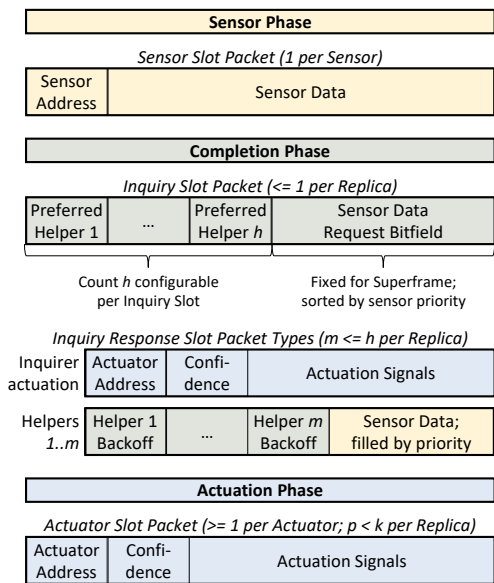 Sensor Phase
Sensor Slot Packet (1 per Sensor)
Sensor Address
Sensor Data
Completion Phase
Inquiry Slot Packet (<= 1 per Replica)
Preferred Helper 1
...
Preferred Helper h
Sensor Data Request Bitfield
Count h configurable per Inquiry Slot
Fixed for Superframe; sorted by sensor priority
Inquiry Response Slot Packet Types (m <= h per Replica)
Inquirer actuation
Actuator Address
Confi-dence
Actuation Signals
Helpers 1..m
Helper 1 Backoff
...
Helper m Backoff
Sensor Data; filled by priority
Actuation Phase
Actuator Slot Packet (>= 1 per Actuator; p < k per Replica)
Actuator Address
Confi-dence
Actuation Signals